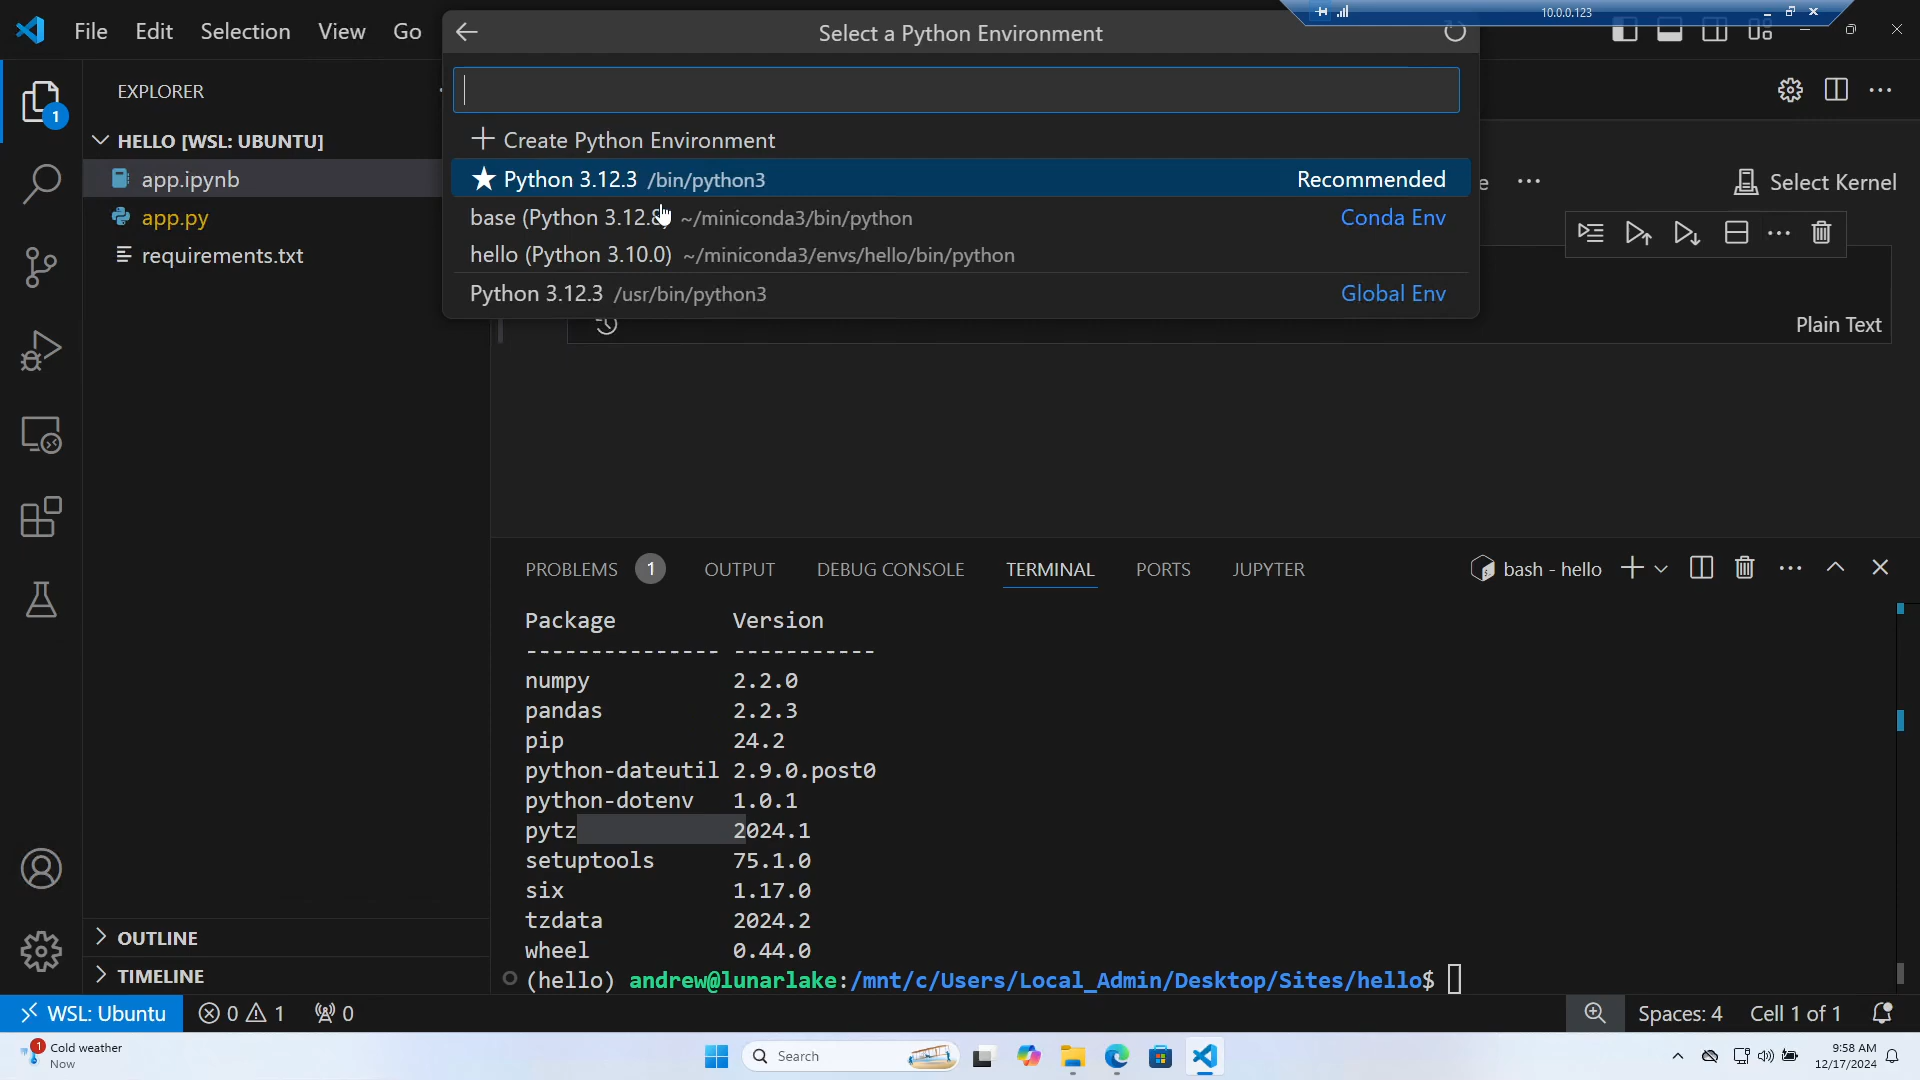 File Edit Selection View Go
Select a Python Environment
10.0.0.123
EXPLORER
HELLO [WSL: UBUNTU]
app.ipynb
app.py
requirements.txt
Create Python Environment
Python 3.12.3 /bin/python3 Recommended
base (Python 3.12.8) ~/miniconda3/bin/python Conda Env
hello (Python 3.10.0) ~/miniconda3/envs/hello/bin/python
Python 3.12.3 /usr/bin/python3 Global Env
e ... Select Kernel
Plain Text
PROBLEMS 1 OUTPUT DEBUG CONSOLE TERMINAL PORTS JUPYTER
bash - hello
Package Version
--------------- -----------
numpy 2.2.0
pandas 2.2.3
pip 24.2
python-dateutil 2.9.0.post0
python-dotenv 1.0.1
pytz 2024.1
setuptools 75.1.0
six 1.17.0
tzdata 2024.2
wheel 0.44.0
(hello) andrew@lunarlake:/mnt/c/Users/Local_Admin/Desktop/Sites/hello$
1
OUTLINE
TIMELINE
WSL: Ubuntu 0 1 0
Spaces: 4 Cell 1 of 1
1 Cold weather
Now
Search
9:58 AM
12/17/2024